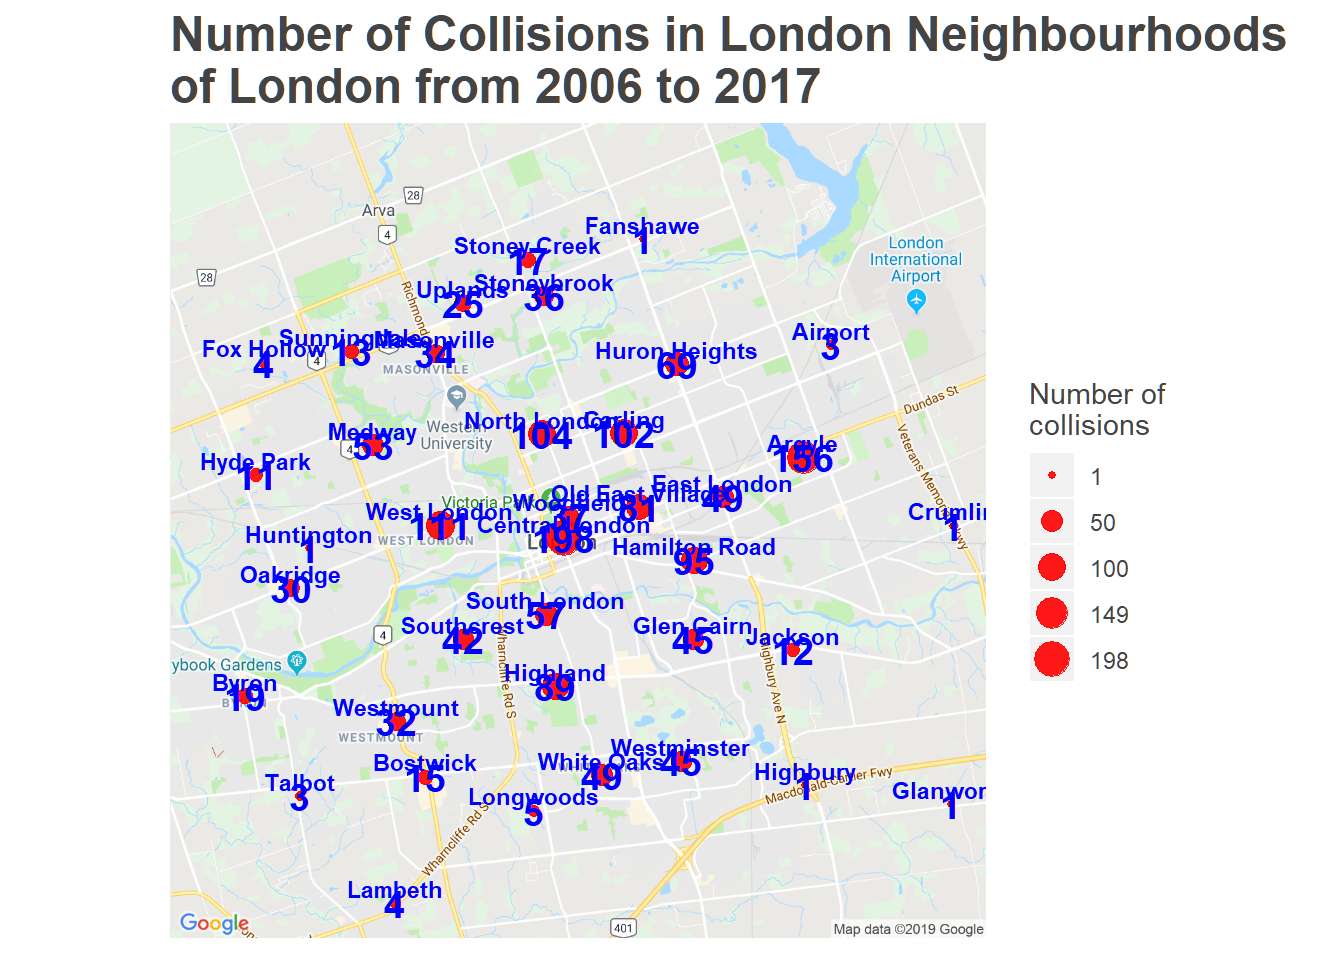 Number of Collisions in London Neighbourhoods
of London from 2006 to 2017
28
Arva
4
Fanshawe
1
Stoney Creek
17
London
International
Airport
28
Richmond
Uplands
25
Stoneybrook
36
Sunningdale
13
4
Masonville
34
MASONVILLE
Fox Hollow
4
4
Huron Heights
69
Airport
3
Dundas St
Western
University
North London
104
Carling
102
Medway
53
4
Argyle
156
Veterans Memorial Pkwy
Hyde Park
11
East London
49
Old East Village
81
Victoria Park
Woodfield
37
West London
111
WEST LONDON
Central London
198
London
Crumlin
1
Huntington
1
Hamilton Road
95
Oakridge
30
South London
57
Southcrest
42
4
Glen Cairn
45
Jackson
12
Wharncliffe Rd S
Highbury Ave N
ybook Gardens
Byron
19
Highland
89
Westmount
32
WESTMOUNT
Westminster
45
White Oaks
49
Bostwick
15
Highbury
1
Macdonald-Cartier Fwy
Talbot
3
Longwoods
5
Glanwor
1
Wharncliffe Rd S
Lambeth
4
Google
401
Map data ©2019 Google
Number of
collisions
1
50
100
149
198